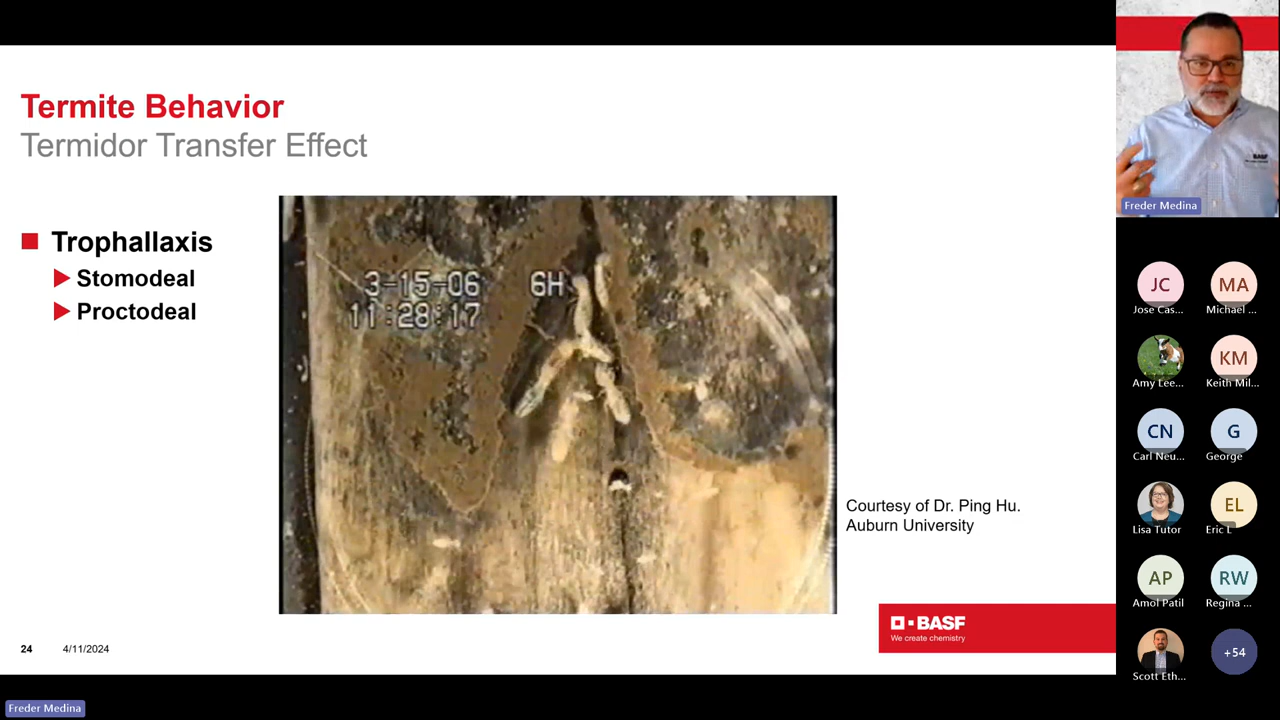 Termite Behavior
Termidor Transfer Effect
Trophallaxis
Stomodeal
Proctodeal
3-15-06 6H
11:28:17
Courtesy of Dr. Ping Hu.
Auburn University
BASF
We create chemistry
24 4/11/2024
Freder Medina
BASF
Freder Medina
JC MA
Jose Cas... Michael ...
KM
Amy Lee... Keith Mil...
CN G
Carl Neu... George
EL
Lisa Tutor Eric L
AP RW
Amol Patil Regina ...
+54
Scott Eth...